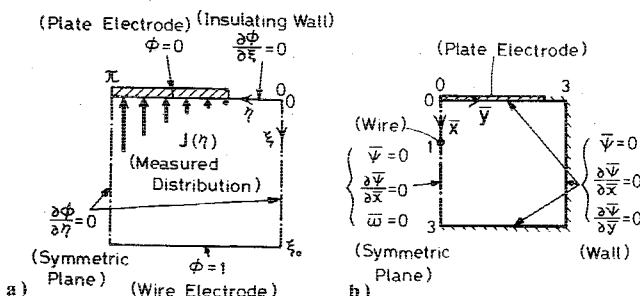 (Plate Electrode)
(Insulating Wall)
ϕ=0
∂ϕ/∂ξ=0
π
0
0
η
J(η)
ξ
(Measured
Distribution)
∂ϕ/∂η=0
ξ₀
ϕ=1
(Symmetric
Plane)
(Wire Electrode)
a)
(Plate Electrode)
0
3
0
x̄
ȳ
(Wire)
1
Ψ̄=0
∂Ψ̄/∂x̄=0
ω̄=0
3
Ψ̄=0
∂Ψ̄/∂x̄=0
∂Ψ̄/∂y=0
(Symmetric
Plane)
(Wall)
b)